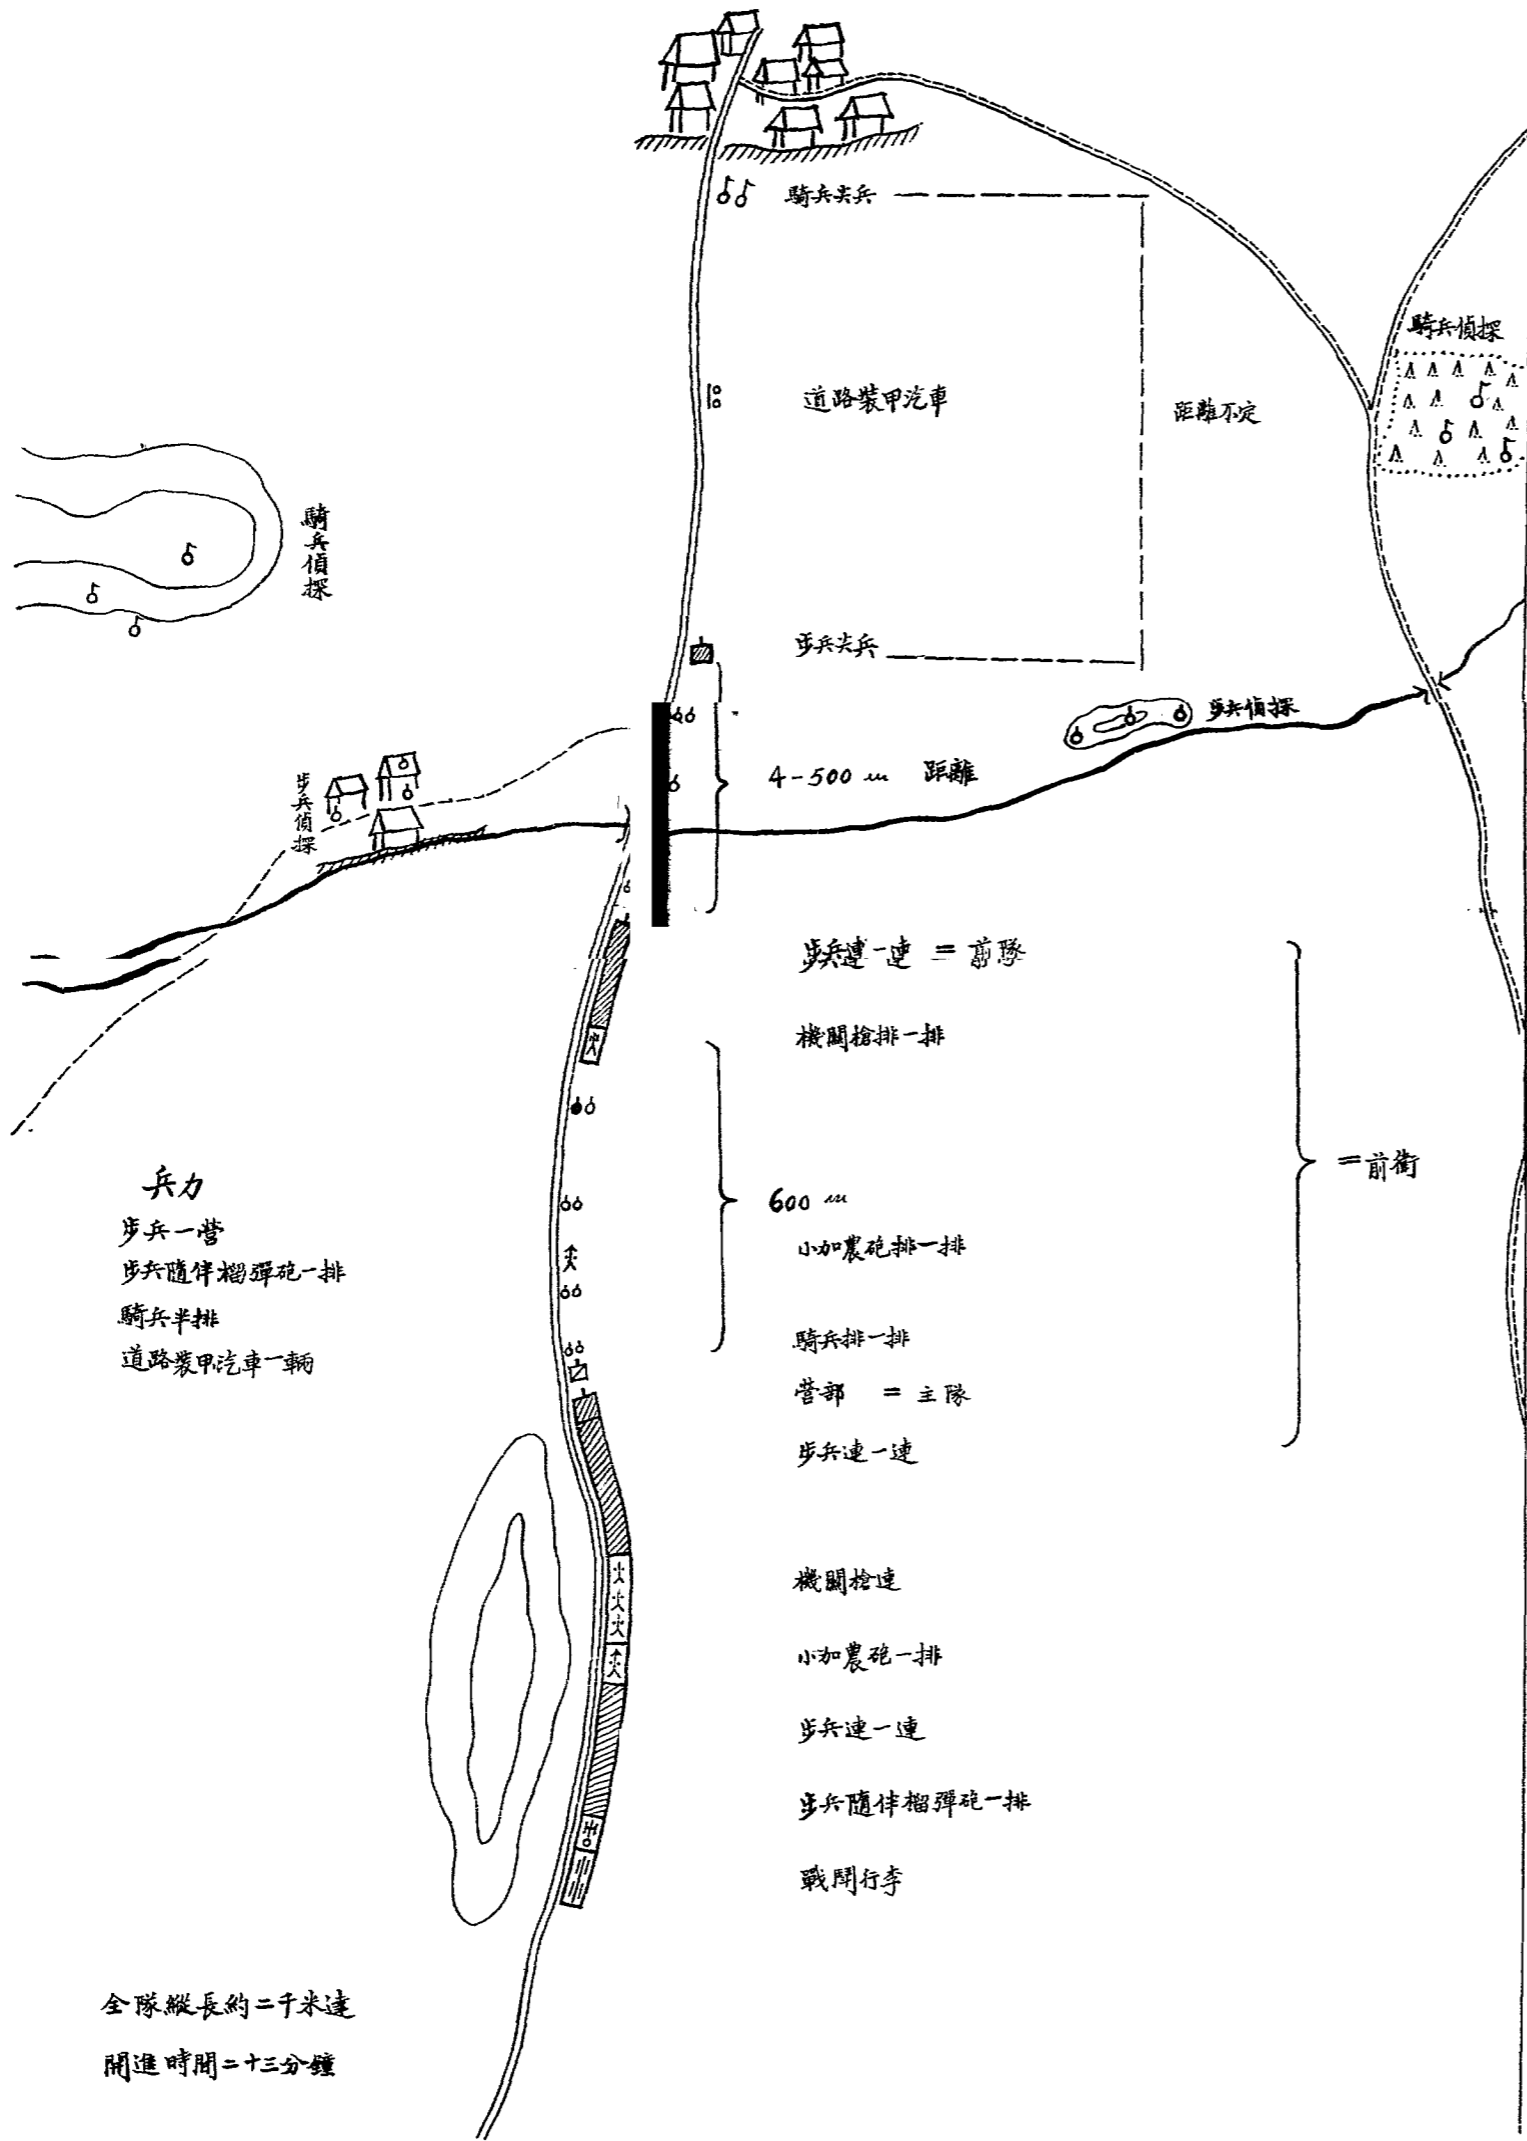 騎兵尖兵
騎兵偵探
道路裝甲汽車
距離不定
騎兵偵探
步兵尖兵
步兵偵探
4-500 m 距離
步兵偵探
步兵連一連 = 前隊
機關槍排一排
=前衛
兵力
步兵一營
步兵隨伴榴彈砲一排
騎兵半排
道路裝甲汽車一輛
600 m
小加農砲排一排
騎兵排一排
營部 = 主隊
步兵連一連
機關槍連
小加農砲一排
步兵連一連
步兵隨伴榴彈砲一排
戰鬥行李
全隊縱長約二千米達
開進時間二十三分鐘